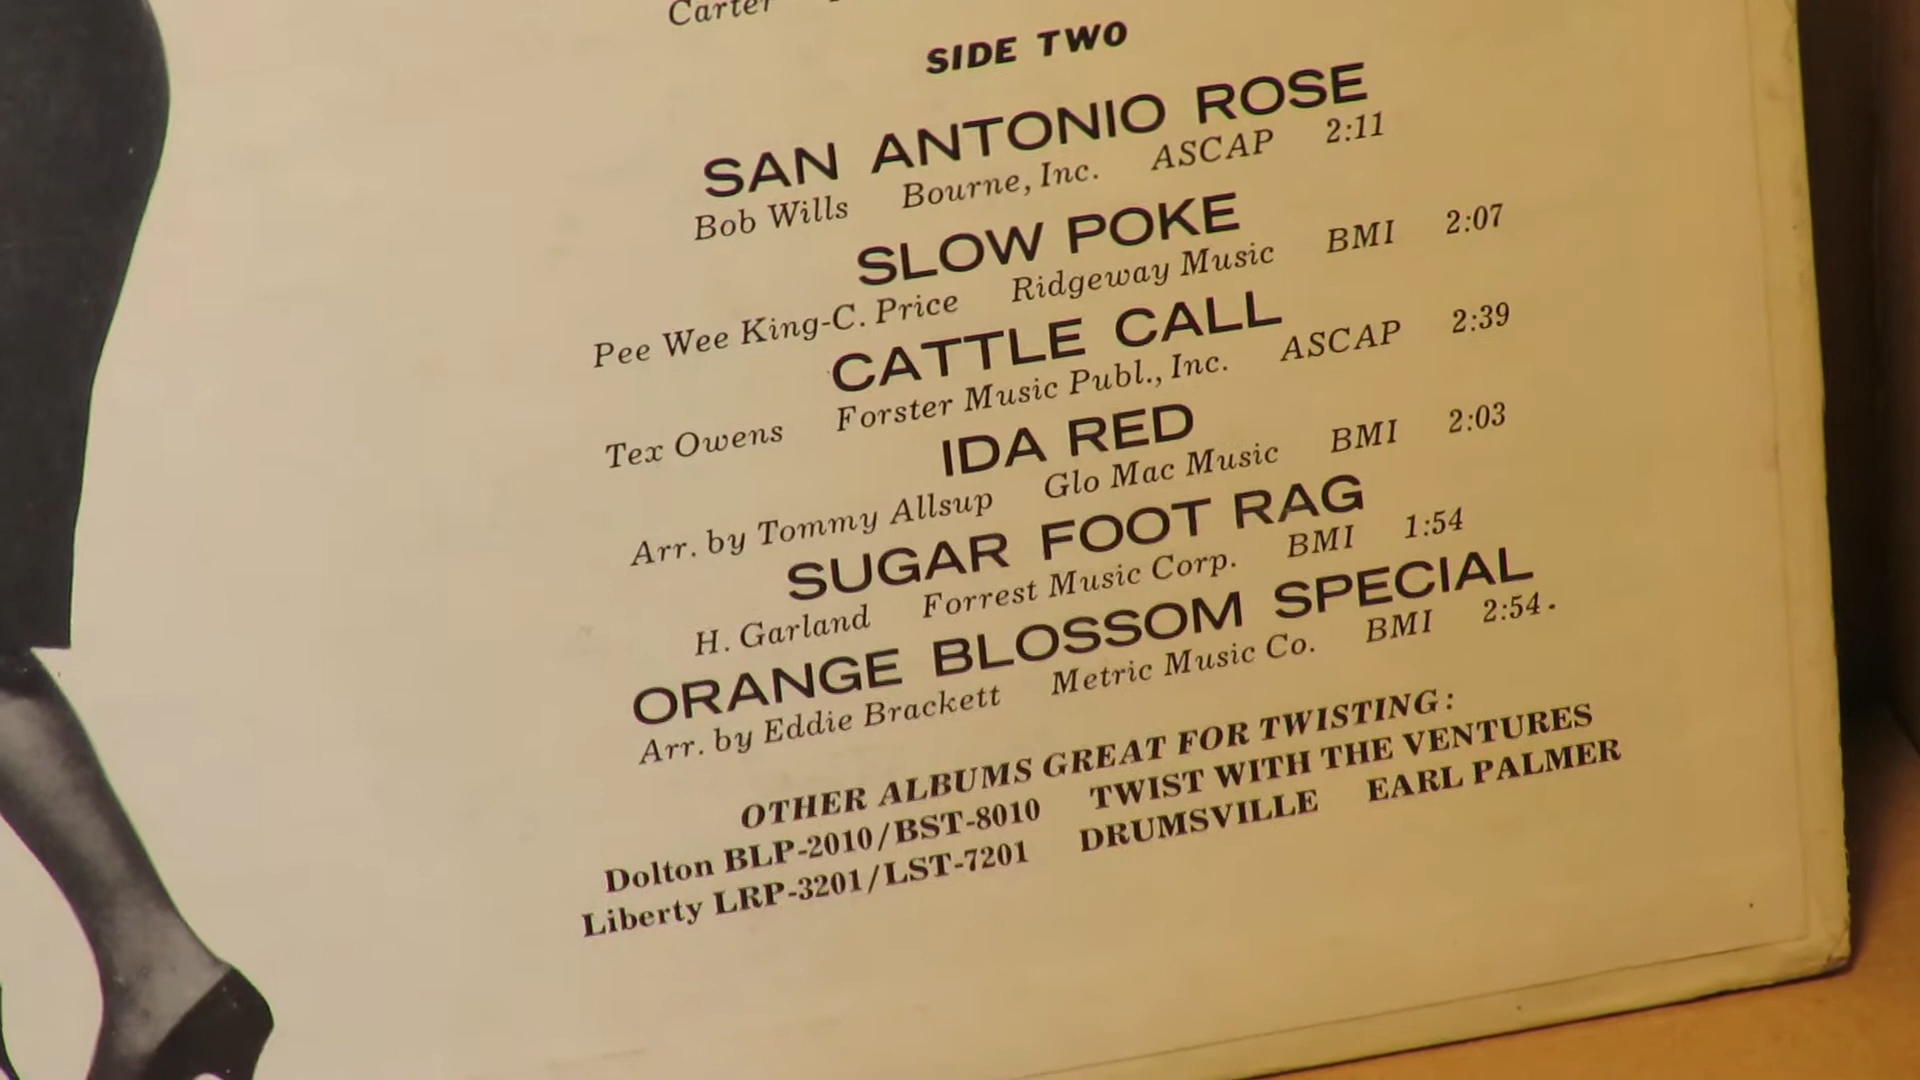 Carter
SIDE TWO
SAN ANTONIO ROSE
Bob Wills Bourne, Inc. ASCAP 2:11
SLOW POKE
Pee Wee King-C. Price Ridgeway Music BMI 2:07
CATTLE CALL
Tex Owens Forster Music Publ., Inc. ASCAP 2:39
IDA RED
Arr. by Tommy Allsup Glo Mac Music BMI 2:03
SUGAR FOOT RAG
H. Garland Forrest Music Corp. BMI 1:54
ORANGE BLOSSOM SPECIAL
Arr. by Eddie Brackett Metric Music Co. BMI 2:54.
OTHER ALBUMS GREAT FOR TWISTING:
Dolton BLP-2010/BST-8010 TWIST WITH THE VENTURES
Liberty LRP-3201/LST-7201 DRUMSVILLE EARL PALMER